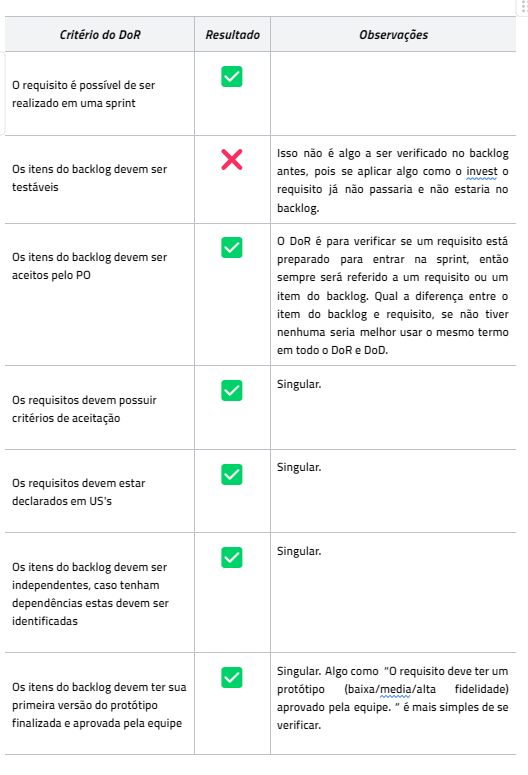 Critério do DoR Resultado Observações
O requisito é possível de ser
realizado em uma sprint
Os itens do backlog devem ser
testáveis
Isso não é algo a ser verificado no backlog
antes, pois se aplicar algo como o invest o
requisito já não passaria e não estaria no
backlog.
Os itens do backlog devem ser
aceitos pelo PO
O DoR é para verificar se um requisito está
preparado para entrar na sprint, então
sempre será referido a um requisito ou um
item do backlog. Qual a diferença entre o
item do backlog e requisito, se não tiver
nenhuma seria melhor usar o mesmo termo
em todo o DoR e DoD.
Os requisitos devem possuir
critérios de aceitação
Singular.
Os requisitos devem estar
declarados em US's
Singular.
Os itens do backlog devem ser
independentes, caso tenham
dependências estas devem ser
identificadas
Singular.
Os itens do backlog devem ter sua
primeira versão do protótipo
finalizada e aprovada pela equipe
Singular. Algo como “O requisito deve ter um
protótipo (baixa/media/alta fidelidade)
aprovado pela equipe. “ é mais simples de se
verificar.